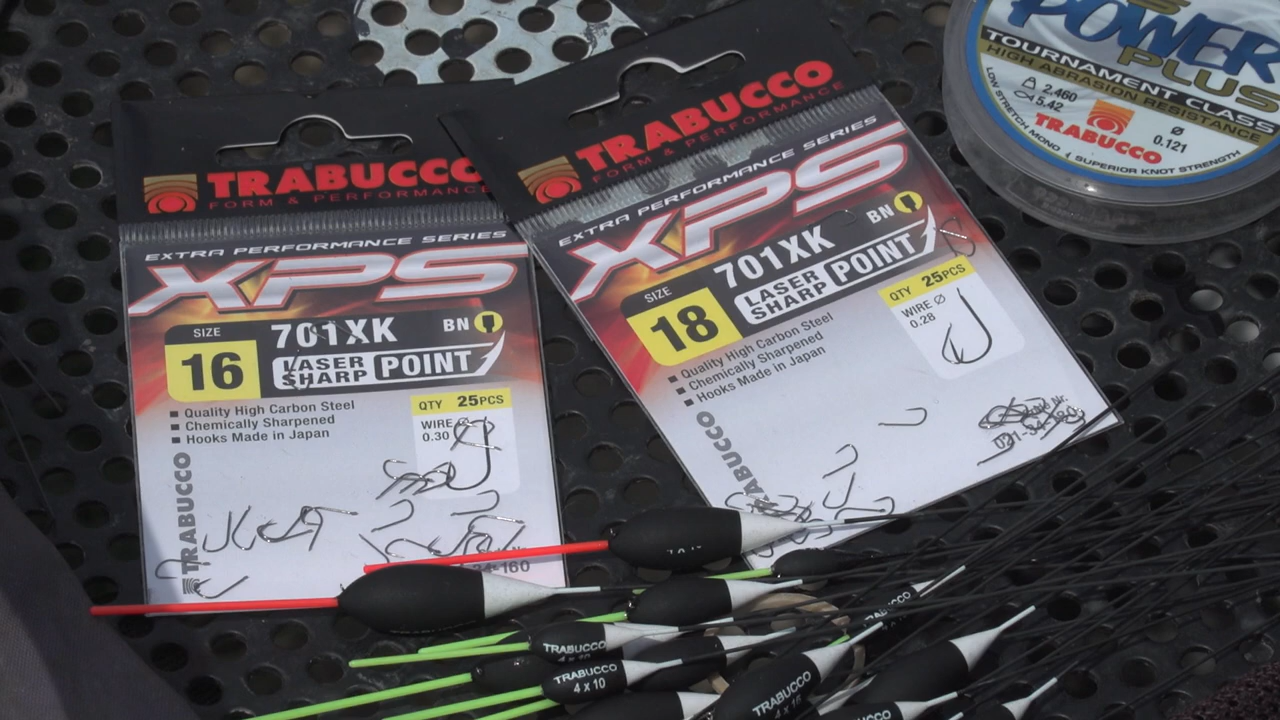 TRABUCCO
FORM & PERFORMANCE
EXTRA PERFORMANCE SERIES
XPS
SIZE
16
701XK
BN
LASER SHARP POINT
Quality High Carbon Steel
Chemically Sharpened
Hooks Made in Japan
QTY 25PCS
WIRE Ø
0.30
TRABUCCO
TRABUCCO
FORM & PERFORMANCE
EXTRA PERFORMANCE SERIES
XPS
SIZE
18
701XK
BN
LASER SHARP POINT
Quality High Carbon Steel
Chemically Sharpened
Hooks Made in Japan
QTY 25PCS
WIRE Ø
0.28
TRABUCCO
POWER
PLUS
TOURNAMENT CLASS
HIGH ABRASION RESISTANCE
2.460
5.42
TRABUCCO
Ø
0.121
LOW STRETCH MONO SUPERIOR KNOT STRENGTH
TRABUCCO
4 x 10
TRABUCCO
4 x 10
TRABUCCO
TRABUCCO
TRABUCCO